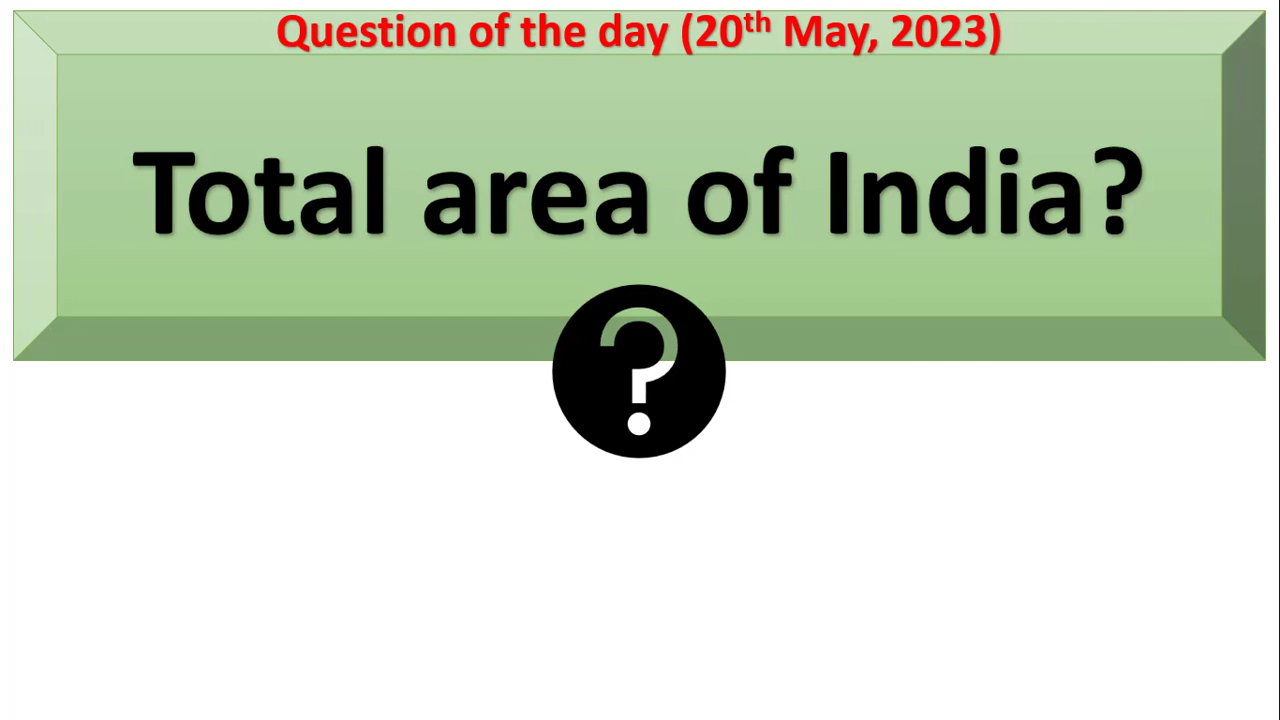 Question of the day (20th May, 2023)
Total area of India?
?